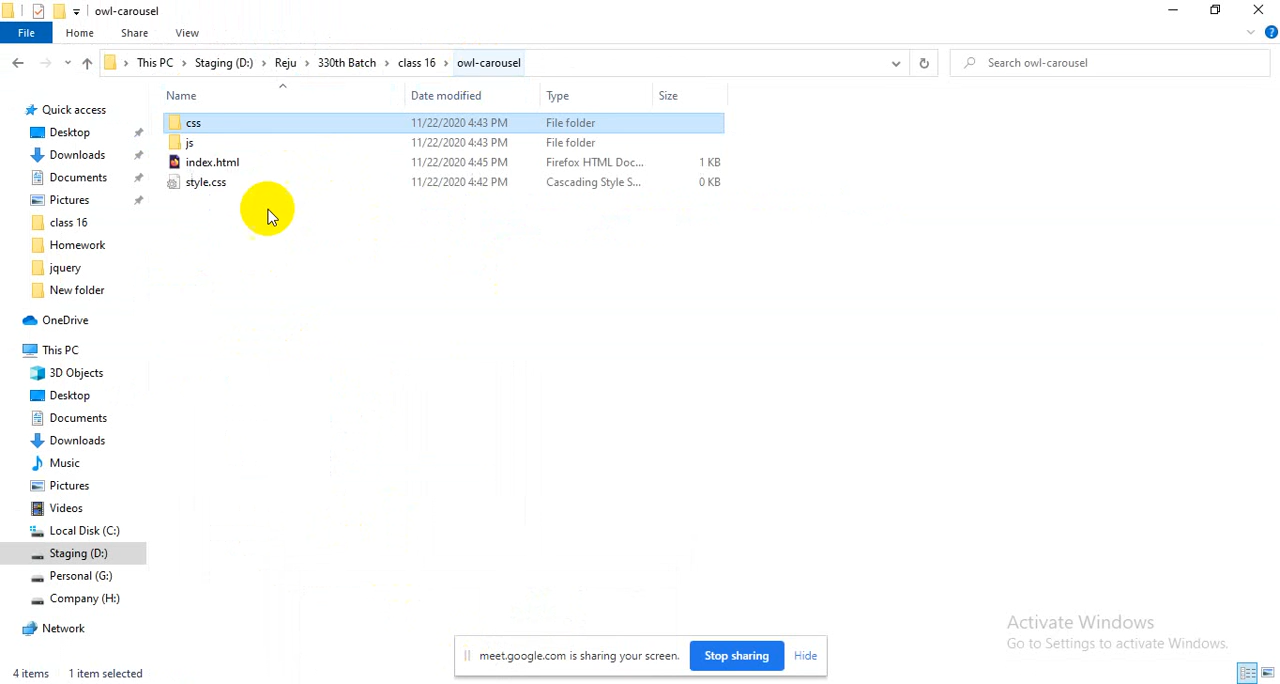 owl-carousel
File Home Share View
This PC Staging (D:) Reju 330th Batch class 16 owl-carousel Search owl-carousel
Name Date modified Type Size
Quick access
Desktop
Downloads
Documents
Pictures
class 16
Homework
jquery
New folder
OneDrive
This PC
3D Objects
Desktop
Documents
Downloads
Music
Pictures
Videos
Local Disk (C:)
Staging (D:)
Personal (G:)
Company (H:)
Network
css 11/22/2020 4:43 PM File folder
js 11/22/2020 4:43 PM File folder
index.html 11/22/2020 4:45 PM Firefox HTML Doc... 1 KB
style.css 11/22/2020 4:42 PM Cascading Style S... 0 KB
Activate Windows
Go to Settings to activate Windows.
meet.google.com is sharing your screen. Stop sharing Hide
4 items 1 item selected